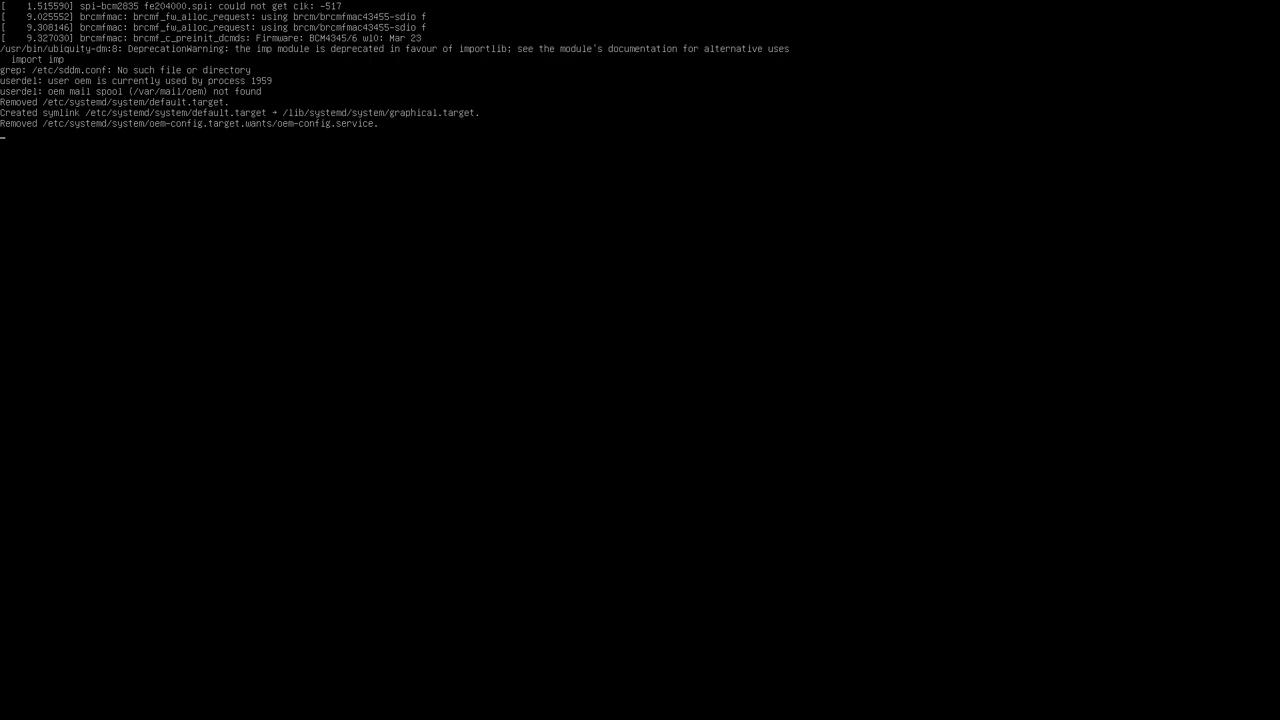 [    1.515590] spi-bcm2835 fe204000.spi: could not get clk: -517
[    9.025552] brcmfmac: brcmf_fw_alloc_request: using brcm/brcmfmac43455-sdio f
[    9.308146] brcmfmac: brcmf_fw_alloc_request: using brcm/brcmfmac43455-sdio f
[    9.327030] brcmfmac: brcmf_c_preinit_dcmds: Firmware: BCM4345/6 wl0: Mar 23
/usr/bin/ubiquity-dm:8: DeprecationWarning: the imp module is deprecated in favour of importlib; see the module's documentation for alternative uses
  import imp
grep: /etc/sddm.conf: No such file or directory
userdel: user oem is currently used by process 1959
userdel: oem mail spool (/var/mail/oem) not found
Removed /etc/systemd/system/default.target.
Created symlink /etc/systemd/system/default.target → /lib/systemd/system/graphical.target.
Removed /etc/systemd/system/oem-config.target.wants/oem-config.service.